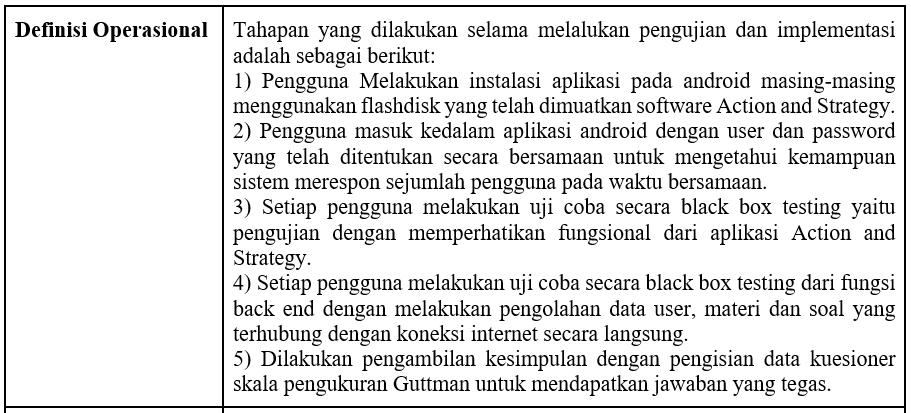 Definisi Operasional
Tahapan yang dilakukan selama melalukan pengujian dan implementasi
adalah sebagai berikut:
1) Pengguna Melakukan instalasi aplikasi pada android masing-masing
menggunakan flashdisk yang telah dimuatkan software Action and Strategy.
2) Pengguna masuk kedalam aplikasi android dengan user dan password
yang telah ditentukan secara bersamaan untuk mengetahui kemampuan
sistem merespon sejumlah pengguna pada waktu bersamaan.
3) Setiap pengguna melakukan uji coba secara black box testing yaitu
pengujian dengan memperhatikan fungsional dari aplikasi Action and
Strategy.
4) Setiap pengguna melakukan uji coba secara black box testing dari fungsi
back end dengan melakukan pengolahan data user, materi dan soal yang
terhubung dengan koneksi internet secara langsung.
5) Dilakukan pengambilan kesimpulan dengan pengisian data kuesioner
skala pengukuran Guttman untuk mendapatkan jawaban yang tegas.